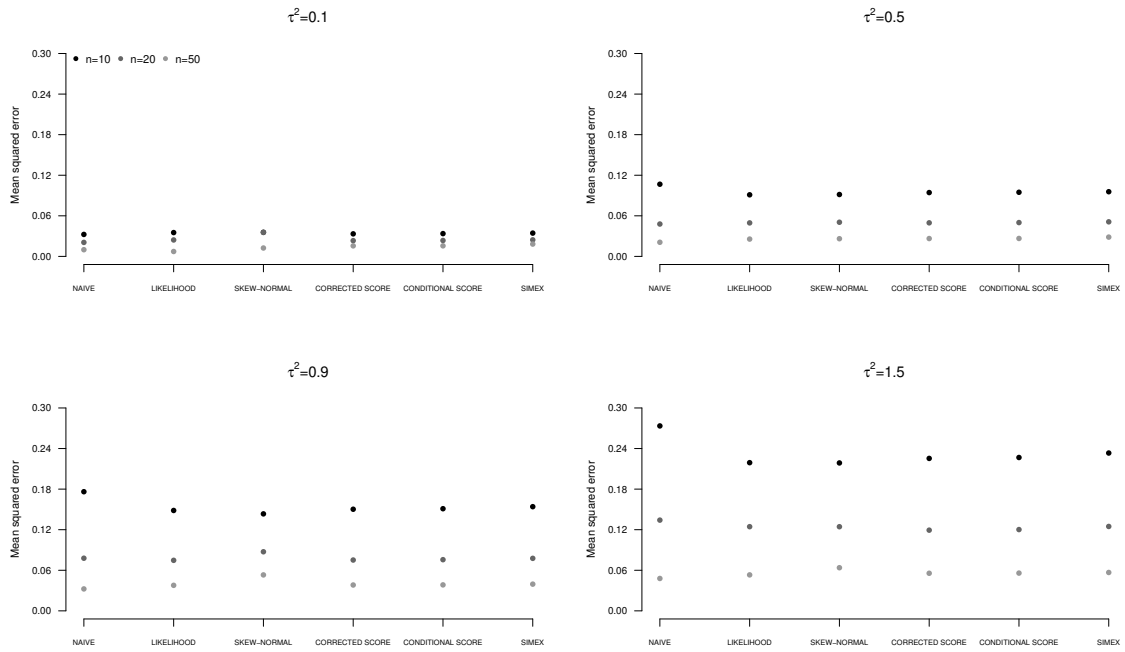 τ²=0.1
Mean squared error
0.30
0.24
0.18
0.12
0.06
0.00
n=10 n=20 n=50
NAIVE LIKELIHOOD SKEW−NORMAL CORRECTED SCORE CONDITIONAL SCORE SIMEX
τ²=0.5
Mean squared error
0.30
0.24
0.18
0.12
0.06
0.00
NAIVE LIKELIHOOD SKEW−NORMAL CORRECTED SCORE CONDITIONAL SCORE SIMEX
τ²=0.9
Mean squared error
0.30
0.24
0.18
0.12
0.06
0.00
NAIVE LIKELIHOOD SKEW−NORMAL CORRECTED SCORE CONDITIONAL SCORE SIMEX
τ²=1.5
Mean squared error
0.30
0.24
0.18
0.12
0.06
0.00
NAIVE LIKELIHOOD SKEW−NORMAL CORRECTED SCORE CONDITIONAL SCORE SIMEX